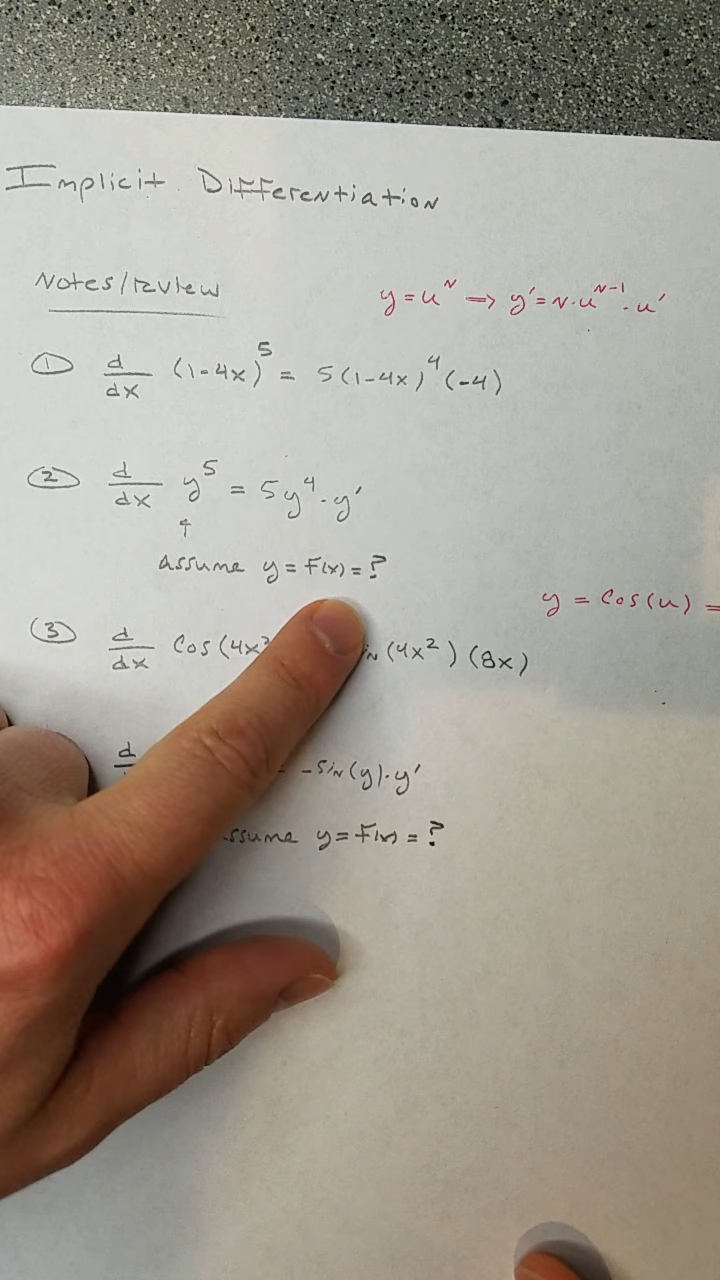 Implicit Differentiation
Notes/review
y = u^N ⇒ y' = N·u^(N-1)·u'
① d/dx (1-4x)^5 = 5(1-4x)^4 (-4)
② d/dx y^5 = 5y^4 · y'
assume y = F(x) = ?
y = cos(u) =
③ d/dx cos(4x² (4x²)(8x)
d -sin(y)·y'
y = F(x) = ?